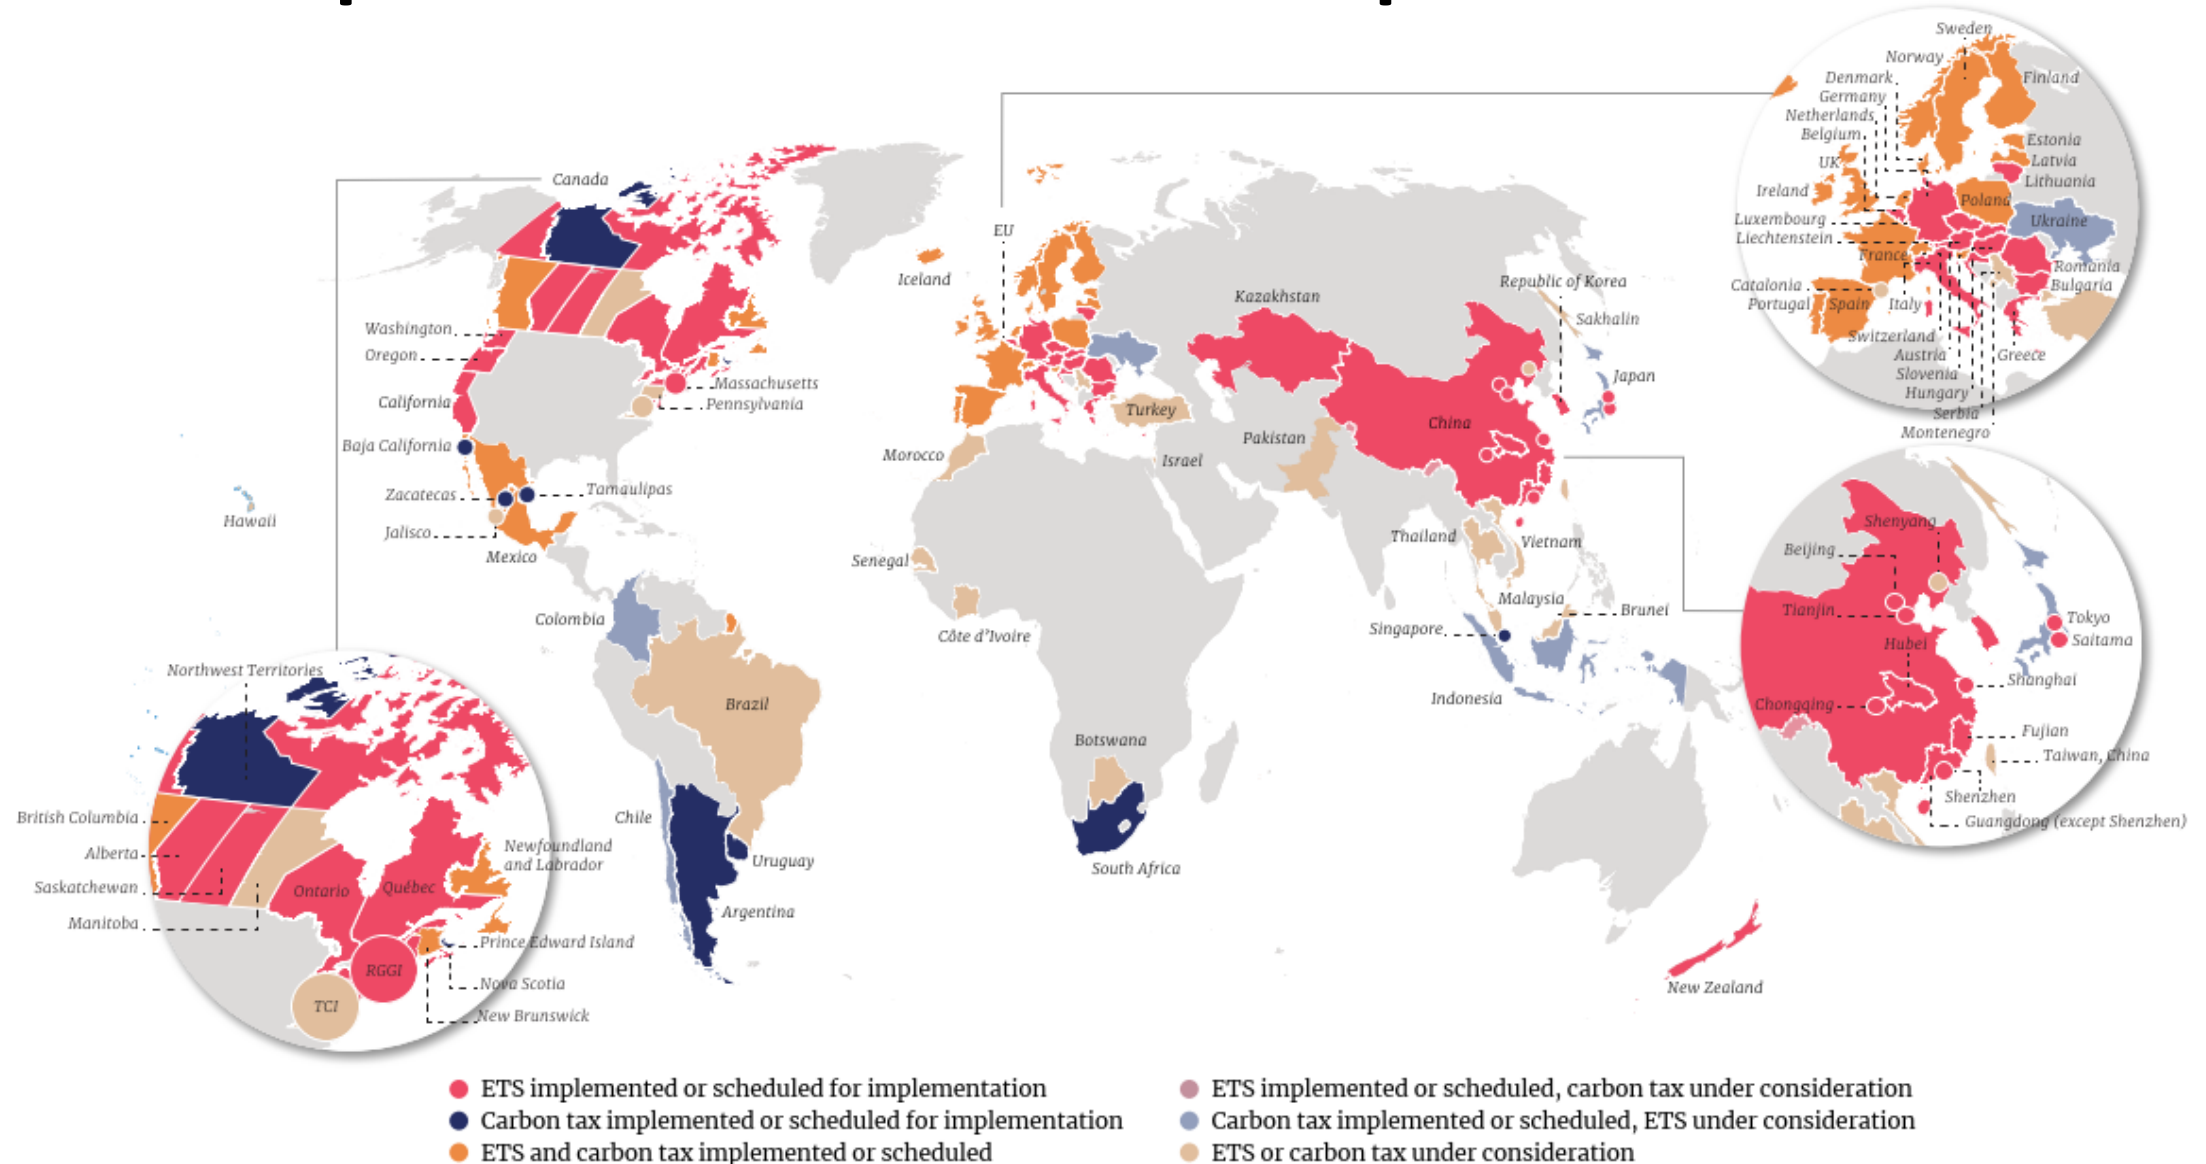 Sweden
Norway
Denmark
Finland
Germany
Netherlands
Belgium
Estonia
UK
Latvia
Lithuania
Ireland
Poland
Luxembourg
Ukraine
Liechtenstein
France
Romania
Catalonia
Bulgaria
Portugal
Spain
Italy
Switzerland
Austria
Greece
Slovenia
Hungary
Serbia
Montenegro
Canada
EU
Iceland
Republic of Korea
Kazakhstan
Sakhalin
Washington
Oregon
Japan
Massachusetts
California
Pennsylvania
Turkey
China
Baja California
Morocco
Pakistan
Israel
Zacatecas
Tamaulipas
Hawaii
Jalisco
Mexico
Senegal
Thailand
Vietnam
Colombia
Côte d'Ivoire
Malaysia
Brunei
Singapore
Brazil
Indonesia
Botswana
Chile
Uruguay
South Africa
Argentina
New Zealand
Shenyang
Beijing
Tianjin
Tokyo
Hubei
Saitama
Shanghai
Chongqing
Fujian
Taiwan, China
Shenzhen
Guangdong (except Shenzhen)
Northwest Territories
British Columbia
Newfoundland
and Labrador
Alberta
Saskatchewan
Ontario
Québec
Manitoba
Prince Edward Island
RGGI
Nova Scotia
TCI
New Brunswick
ETS implemented or scheduled for implementation
Carbon tax implemented or scheduled for implementation
ETS and carbon tax implemented or scheduled
ETS implemented or scheduled, carbon tax under consideration
Carbon tax implemented or scheduled, ETS under consideration
ETS or carbon tax under consideration